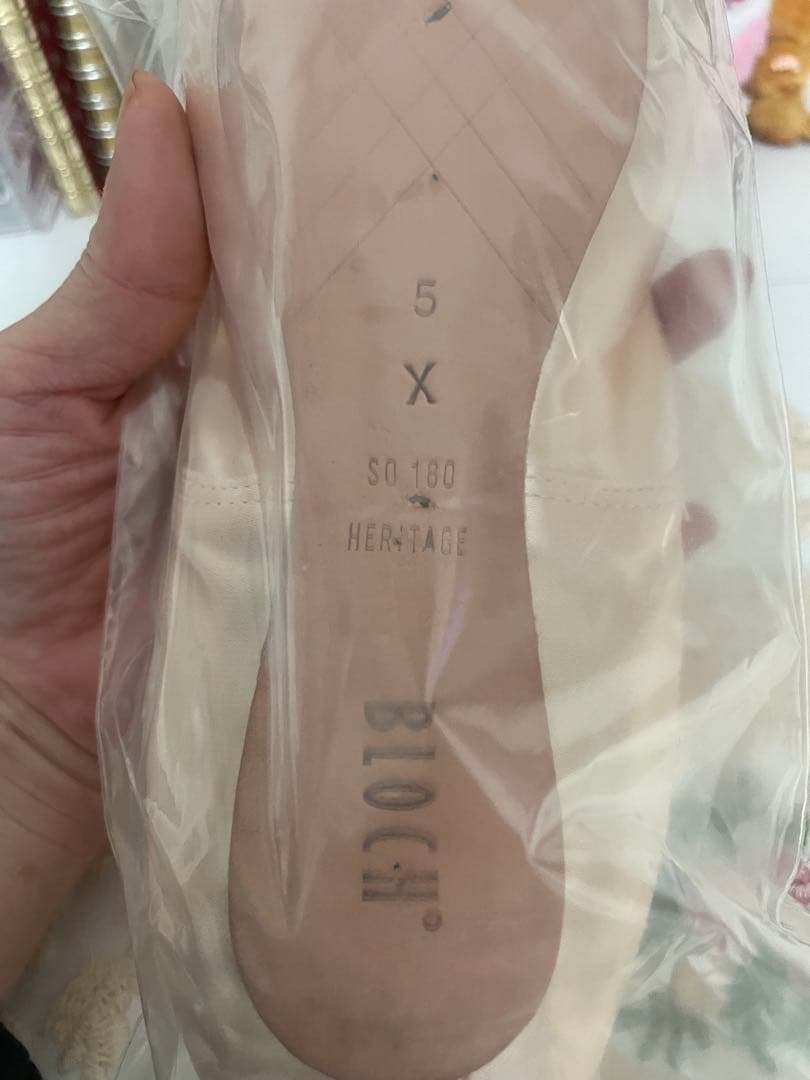 5
X
SO 180
HERITAGE
BLOCH®